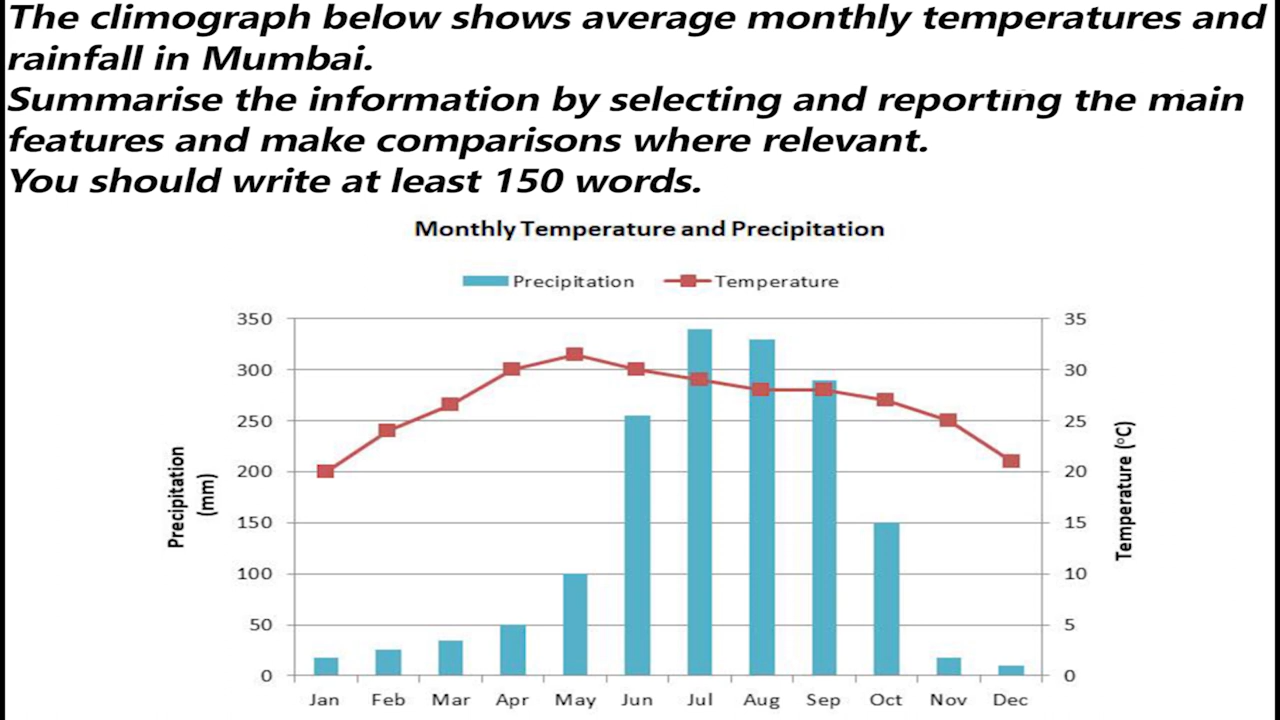 The climograph below shows average monthly temperatures and
rainfall in Mumbai.
Summarise the information by selecting and reporting the main
features and make comparisons where relevant.
You should write at least 150 words.
Monthly Temperature and Precipitation
Precipitation Temperature
350 35
300 30
250 25
200 20
150 15
100 10
50 5
0 0
Precipitation
(mm)
Temperature (°C)
Jan Feb Mar Apr May Jun Jul Aug Sep Oct Nov Dec